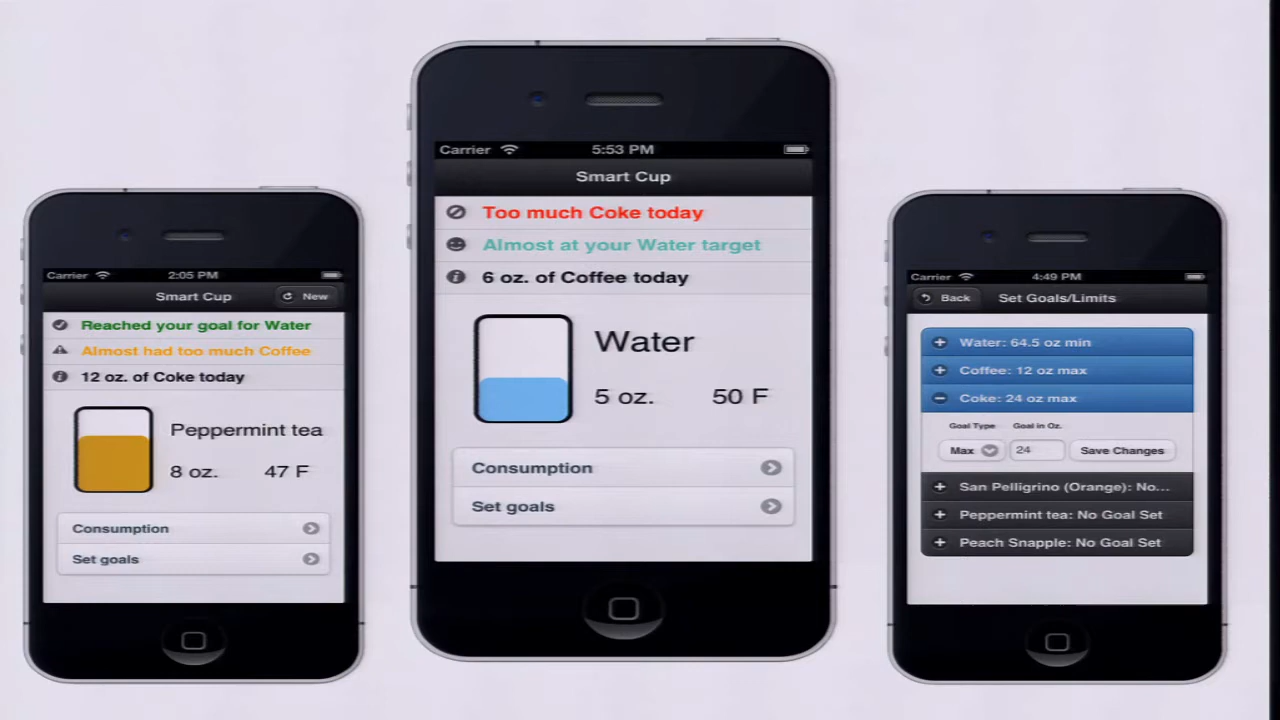 Carrier 2:05 PM
Smart Cup New
Reached your goal for Water
Almost had too much Coffee
12 oz. of Coke today
Peppermint tea
8 oz. 47 F
Consumption
Set goals
Carrier 5:53 PM
Smart Cup
Too much Coke today
Almost at your Water target
6 oz. of Coffee today
Water
5 oz. 50 F
Consumption
Set goals
Carrier 4:49 PM
Back Set Goals/Limits
Water: 64.5 oz min
Coffee: 12 oz max
Coke: 24 oz max
Goal Type Goal in Oz.
Max 24 Save Changes
San Pelligrino (Orange): No...
Peppermint tea: No Goal Set
Peach Snapple: No Goal Set